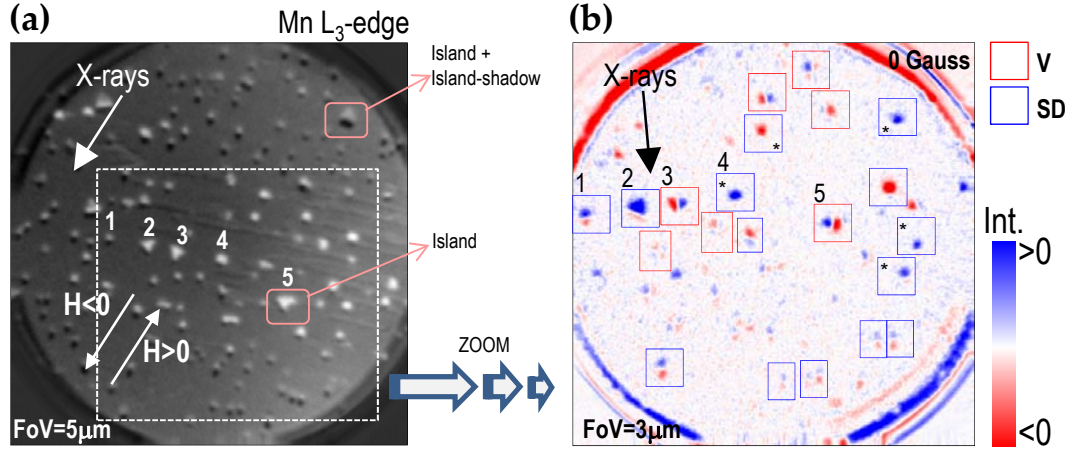 (a)
Mn L₃-edge
X-rays
Island +
Island-shadow
1
2
3
4
Island
5
H<0
H>0
FoV=5μm
ZOOM
(b)
0 Gauss
X-rays
V
SD
*
*
1
2
3
4
*
5
*
*
Int.
>0
<0
FoV=3μm